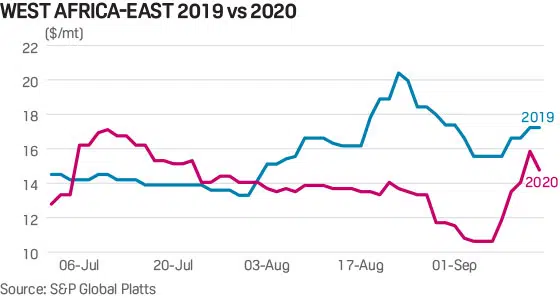 WEST AFRICA-EAST 2019 vs 2020
($/mt)
22
20
18
16
14
12
10
2019
2020
06-Jul 20-Jul 03-Aug 17-Aug 01-Sep
Source: S&P Global Platts